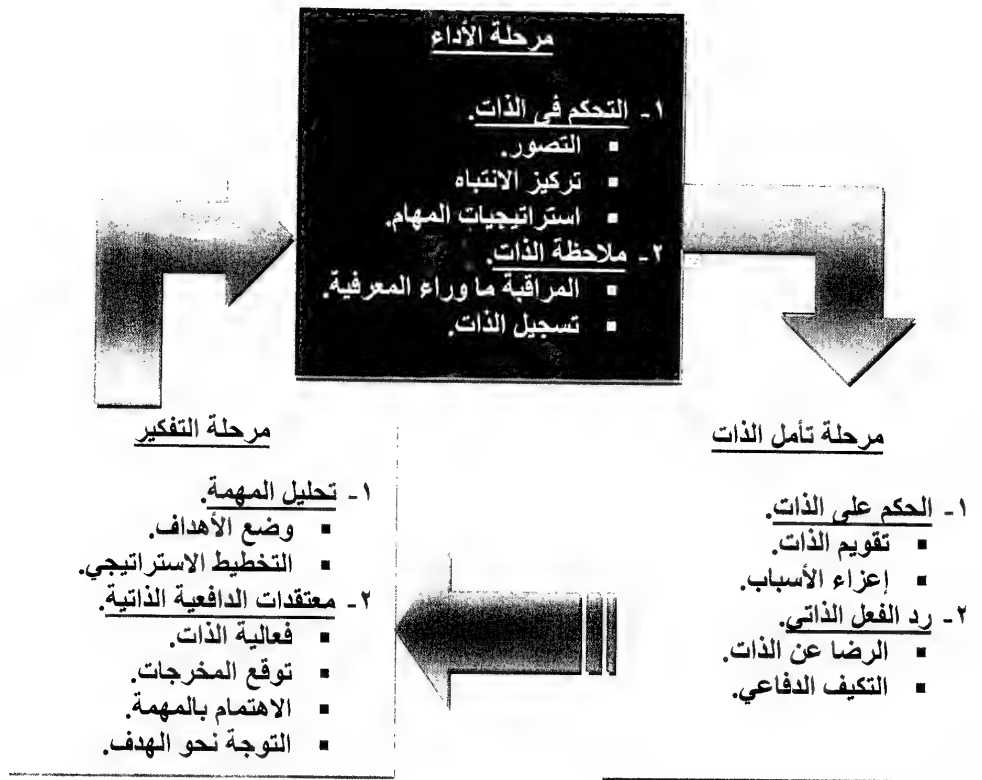 مرحلة الأداء
١- التحكم في الذات.
▪ التصور.
▪ تركيز الانتباه
▪ استراتيجيات المهام.
٢- ملاحظة الذات.
▪ المراقبة ما وراء المعرفية.
▪ تسجيل الذات.
مرحلة تأمل الذات
١- الحكم على الذات.
▪ تقويم الذات.
▪ إعزاء الأسباب.
٢- رد الفعل الذاتي.
▪ الرضا عن الذات.
▪ التكيف الدفاعي.
مرحلة التفكير
١- تحليل المهمة.
▪ وضع الأهداف.
▪ التخطيط الاستراتيجي.
٢- معتقدات الدافعية الذاتية.
▪ فعالية الذات.
▪ توقع المخرجات.
▪ الاهتمام بالمهمة.
▪ التوجة نحو الهدف.